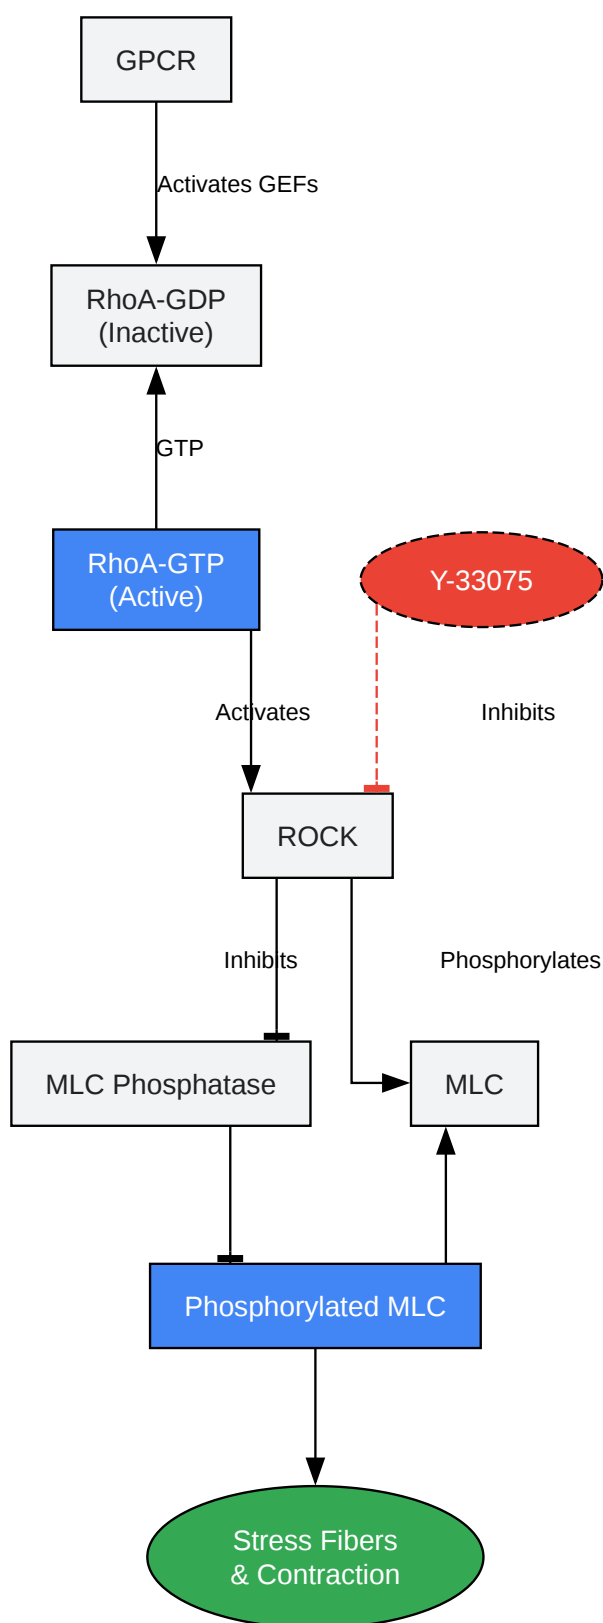 GPCR
Activates GEFs
RhoA-GDP
(Inactive)
GTP
RhoA-GTP
(Active)
Y-33075
Activates
Inhibits
ROCK
Inhibits
Phosphorylates
MLC Phosphatase
MLC
Phosphorylated MLC
Stress Fibers
& Contraction